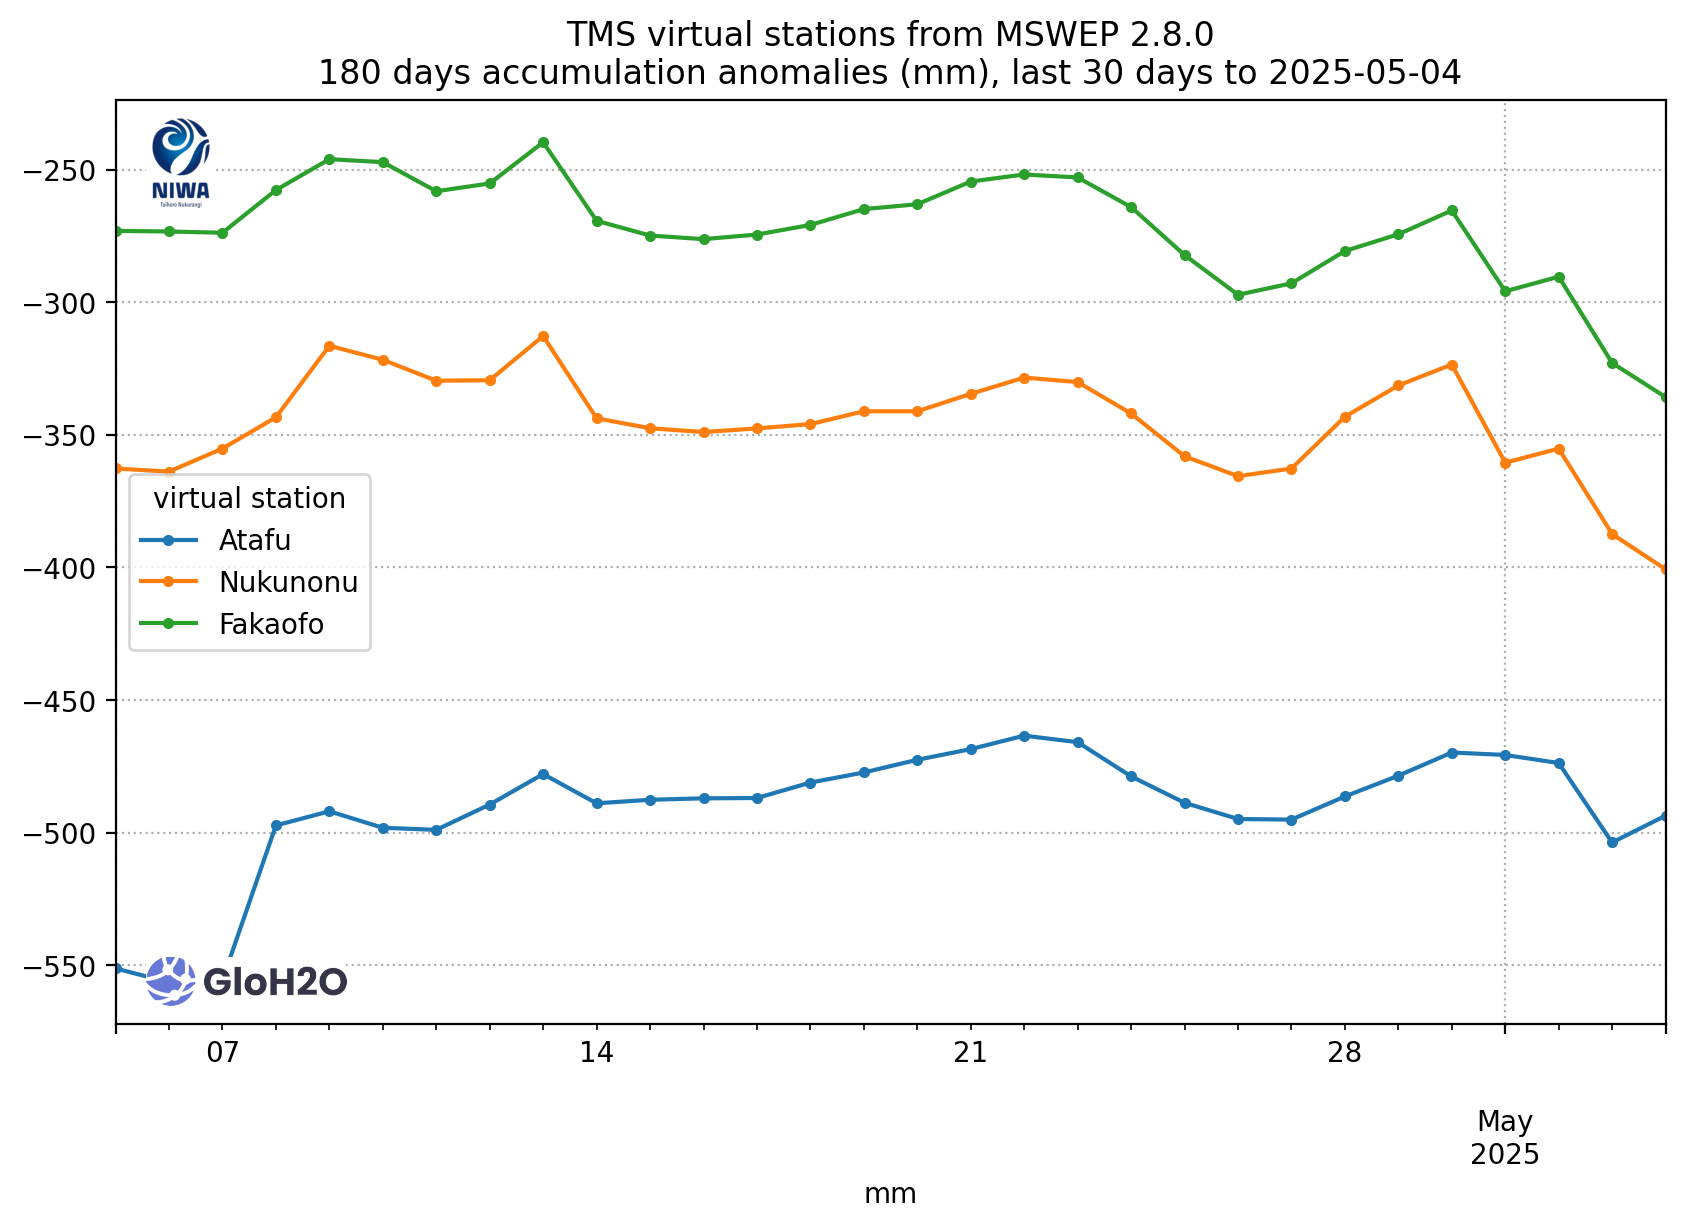 TMS virtual stations from MSWEP 2.8.0
180 days accumulation anomalies (mm), last 30 days to 2025-05-04
NIWA
Taihoro Nukurangi
−250
−300
−350
−400
−450
−500
−550
virtual station
Atafu
Nukunonu
Fakaofo
GloH2O
07 14 21 28
May
2025
mm